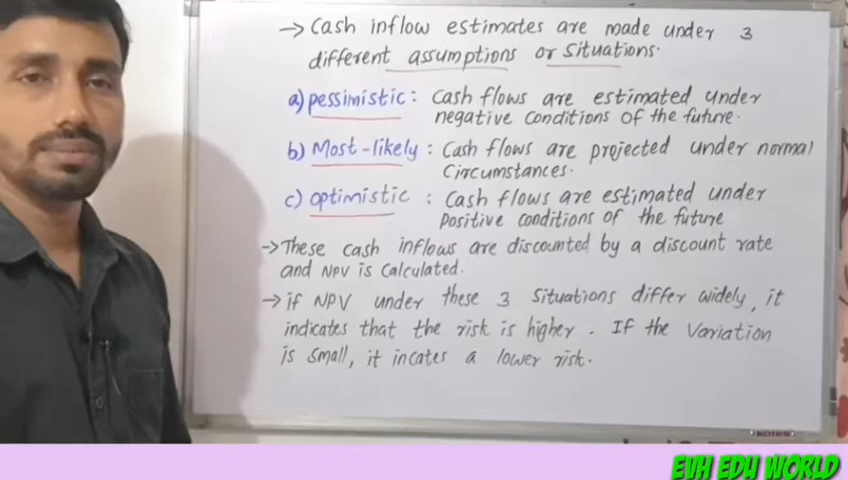 → Cash inflow estimates are made under 3
different assumptions or situations.
a) pessimistic : Cash flows are estimated under
negative conditions of the future.
b) Most-likely : Cash flows are projected under normal
Circumstances.
c) optimistic : Cash flows are estimated under
Positive conditions of the future
→ These cash inflows are discounted by a discount rate
and NPV is calculated.
→ if NPV under these 3 situations differ widely, it
indicates that the risk is higher. If the variation
is small, it incates a lower risk.
EVH EDU WORLD